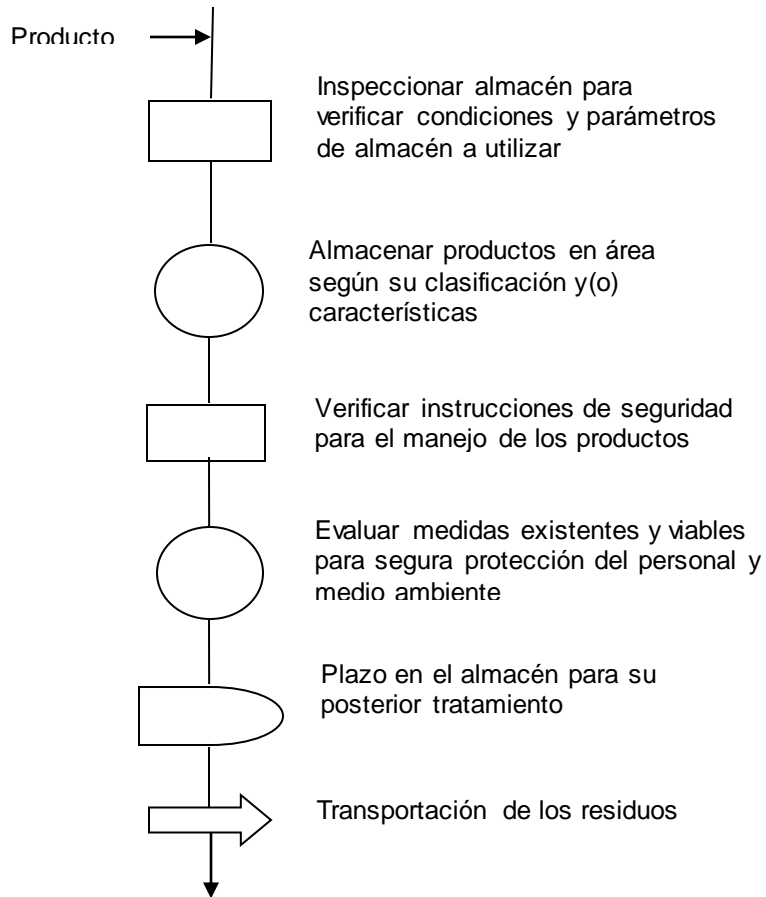 Producto
Inspeccionar almacén para
verificar condiciones y parámetros
de almacén a utilizar
Almacenar productos en área
según su clasificación y(o)
características
Verificar instrucciones de seguridad
para el manejo de los productos
Evaluar medidas existentes y viables
para segura protección del personal y
medio ambiente
Plazo en el almacén para su
posterior tratamiento
Transportación de los residuos